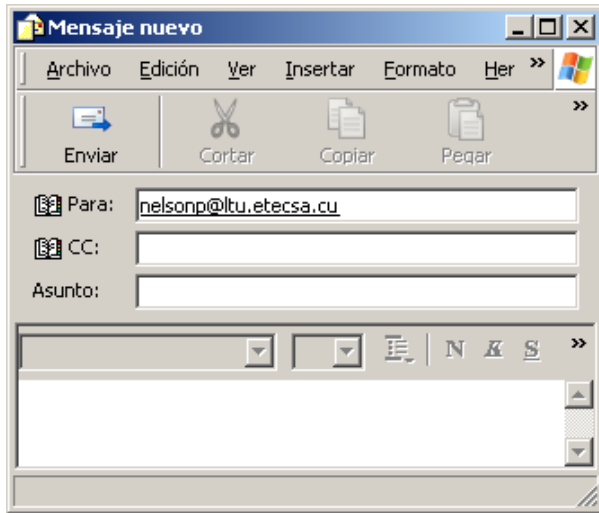 Mensaje nuevo
Archivo Edición Ver Insertar Formato Her »
Enviar Cortar Copiar Pegar »
Para: nelsonp@ltu.etecsa.cu
CC:
Asunto:
N K S »